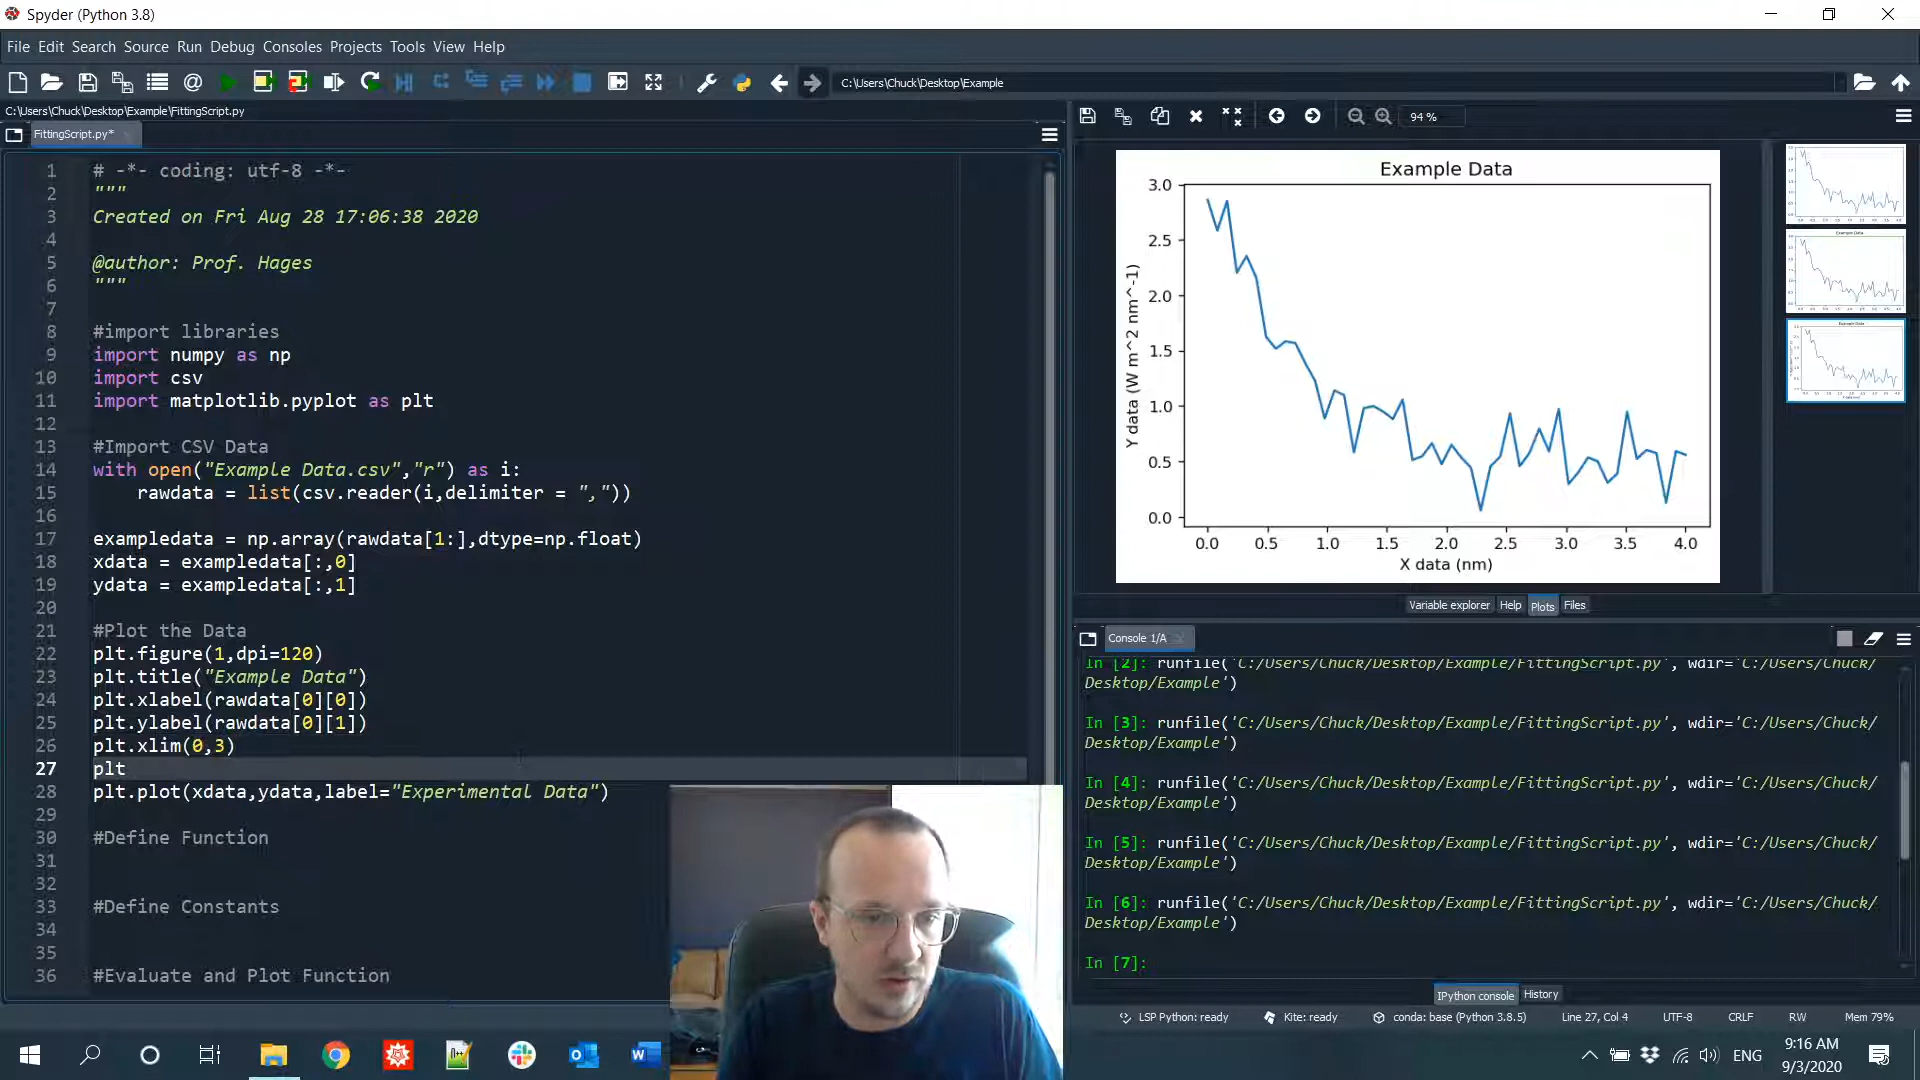 Spyder (Python 3.8)
File Edit Search Source Run Debug Consoles Projects Tools View Help
C:\Users\Chuck\Desktop\Example
C:\Users\Chuck\Desktop\Example\FittingScript.py
FittingScript.py*
1 # -*- coding: utf-8 -*-
2 """
3 Created on Fri Aug 28 17:06:38 2020
4
5 @author: Prof. Hages
6 """
7
8 #import libraries
9 import numpy as np
10 import csv
11 import matplotlib.pyplot as plt
12
13 #Import CSV Data
14 with open("Example Data.csv","r") as i:
15 rawdata = list(csv.reader(i,delimiter = ","))
16
17 exampledata = np.array(rawdata[1:],dtype=np.float)
18 xdata = exampledata[:,0]
19 ydata = exampledata[:,1]
20
21 #Plot the Data
22 plt.figure(1,dpi=120)
23 plt.title("Example Data")
24 plt.xlabel(rawdata[0][0])
25 plt.ylabel(rawdata[0][1])
26 plt.xlim(0,3)
27 plt
28 plt.plot(xdata,ydata,label="Experimental Data")
29
30 #Define Function
31
32
33 #Define Constants
34
35
36 #Evaluate and Plot Function
94 %
Example Data
3.0
2.5
2.0
1.5
1.0
0.5
0.0
Y data (W m^2 nm^-1)
0.0 0.5 1.0 1.5 2.0 2.5 3.0 3.5 4.0
X data (nm)
Variable explorer Help Plots Files
Console 1/A
In [2]: runfile('C:/Users/Chuck/Desktop/Example/FittingScript.py', wdir='C:/Users/Chuck/
Desktop/Example')
In [3]: runfile('C:/Users/Chuck/Desktop/Example/FittingScript.py', wdir='C:/Users/Chuck/
Desktop/Example')
In [4]: runfile('C:/Users/Chuck/Desktop/Example/FittingScript.py', wdir='C:/Users/Chuck/
Desktop/Example')
In [5]: runfile('C:/Users/Chuck/Desktop/Example/FittingScript.py', wdir='C:/Users/Chuck/
Desktop/Example')
In [6]: runfile('C:/Users/Chuck/Desktop/Example/FittingScript.py', wdir='C:/Users/Chuck/
Desktop/Example')
In [7]:
IPython console History
LSP Python: ready Kite: ready conda: base (Python 3.8.5) Line 27, Col 4 UTF-8 CRLF RW Mem 79%
ENG
9:16 AM
9/3/2020